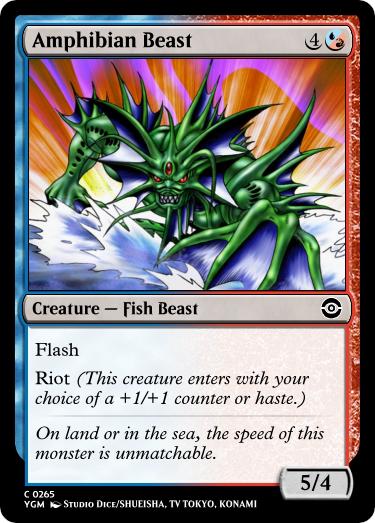 Amphibian Beast 4
Creature — Fish Beast
Flash
Riot (This creature enters with your
choice of a +1/+1 counter or haste.)
On land or in the sea, the speed of this
monster is unmatchable.
5/4
C 0265
YGM Studio Dice/SHUEISHA, TV TOKYO, KONAMI